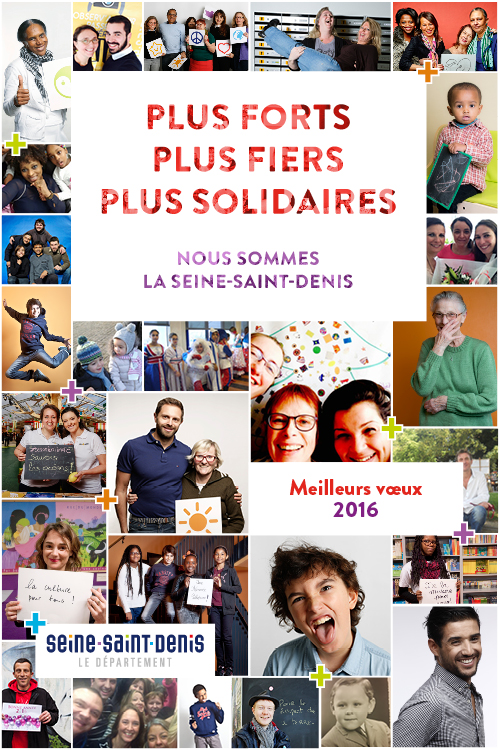 PLUS FORTS
PLUS FIERS
PLUS SOLIDAIRES
NOUS SOMMES
LA SEINE-SAINT-DENIS
Meilleurs vœux
2016
la culture
pour tous !
seine-saint-denis
LE DÉPARTEMENT